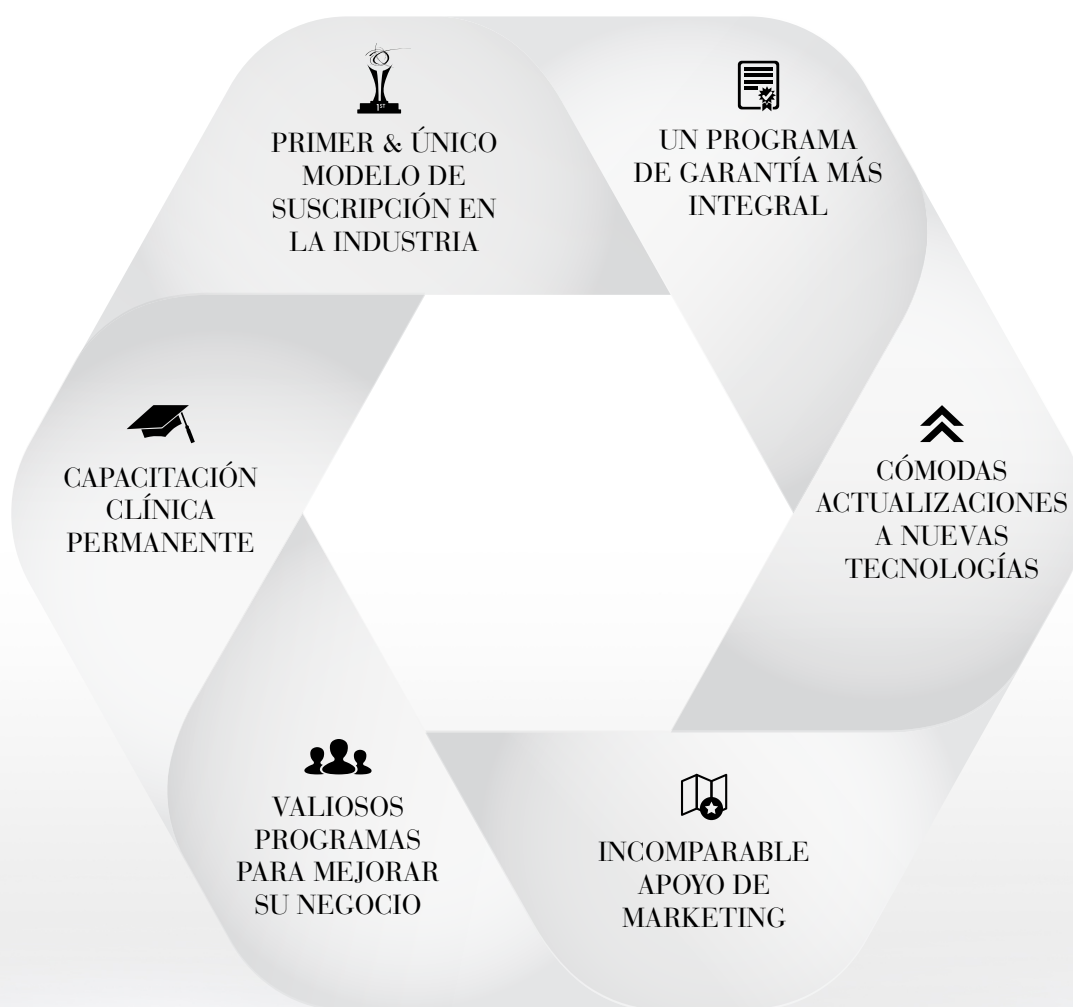 1ST
PRIMER & ÚNICO
MODELO DE
SUSCRIPCIÓN EN
LA INDUSTRIA
UN PROGRAMA
DE GARANTÍA MÁS
INTEGRAL
CÓMODAS
ACTUALIZACIONES
A NUEVAS
TECNOLOGÍAS
INCOMPARABLE
APOYO DE
MARKETING
VALIOSOS
PROGRAMAS
PARA MEJORAR
SU NEGOCIO
CAPACITACIÓN
CLÍNICA
PERMANENTE